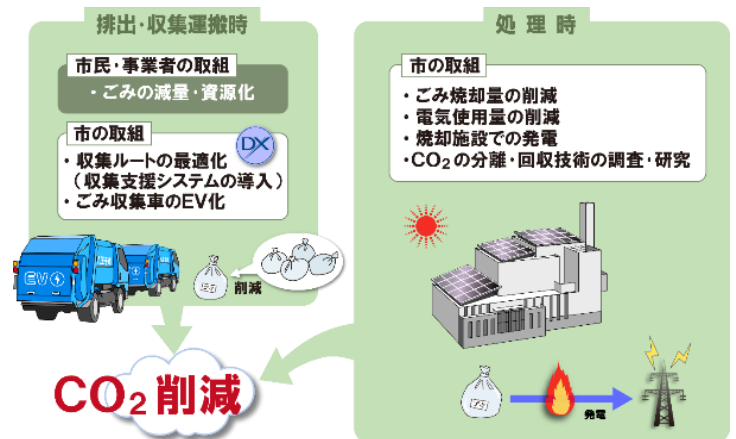 排出・収集運搬時
市民・事業者の取組
・ごみの減量・資源化
市の取組
DX
・収集ルートの最適化
（収集支援システムの導入）
・ごみ収集車のEV化
EV
削減
CO2削減
処理時
市の取組
・ごみ焼却量の削減
・電気使用量の削減
・焼却施設での発電
・CO2の分離・回収技術の調査・研究
発電